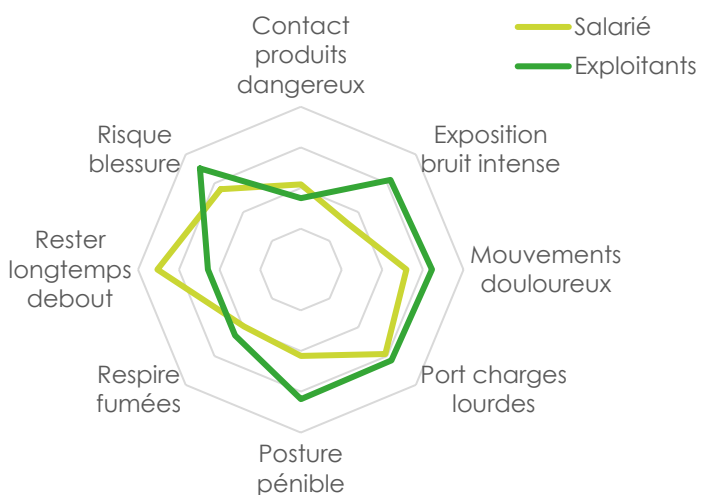 Contact
produits
dangereux
Salarié
Exploitants
Exposition
bruit intense
Mouvements
douloureux
Port charges
lourdes
Posture
pénible
Respire
fumées
Rester
longtemps
debout
Risque
blessure